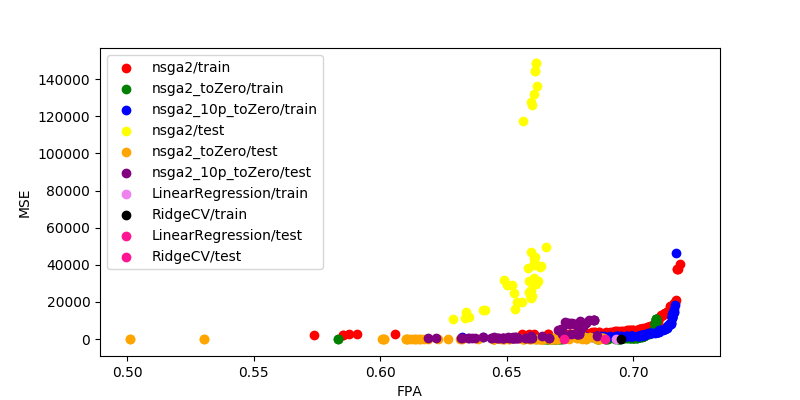 140000
120000
100000
80000
60000
40000
20000
0
MSE
nsga2/train
nsga2_toZero/train
nsga2_10p_toZero/train
nsga2/test
nsga2_toZero/test
nsga2_10p_toZero/test
LinearRegression/train
RidgeCV/train
LinearRegression/test
RidgeCV/test
0.50 0.55 0.60 0.65 0.70
FPA